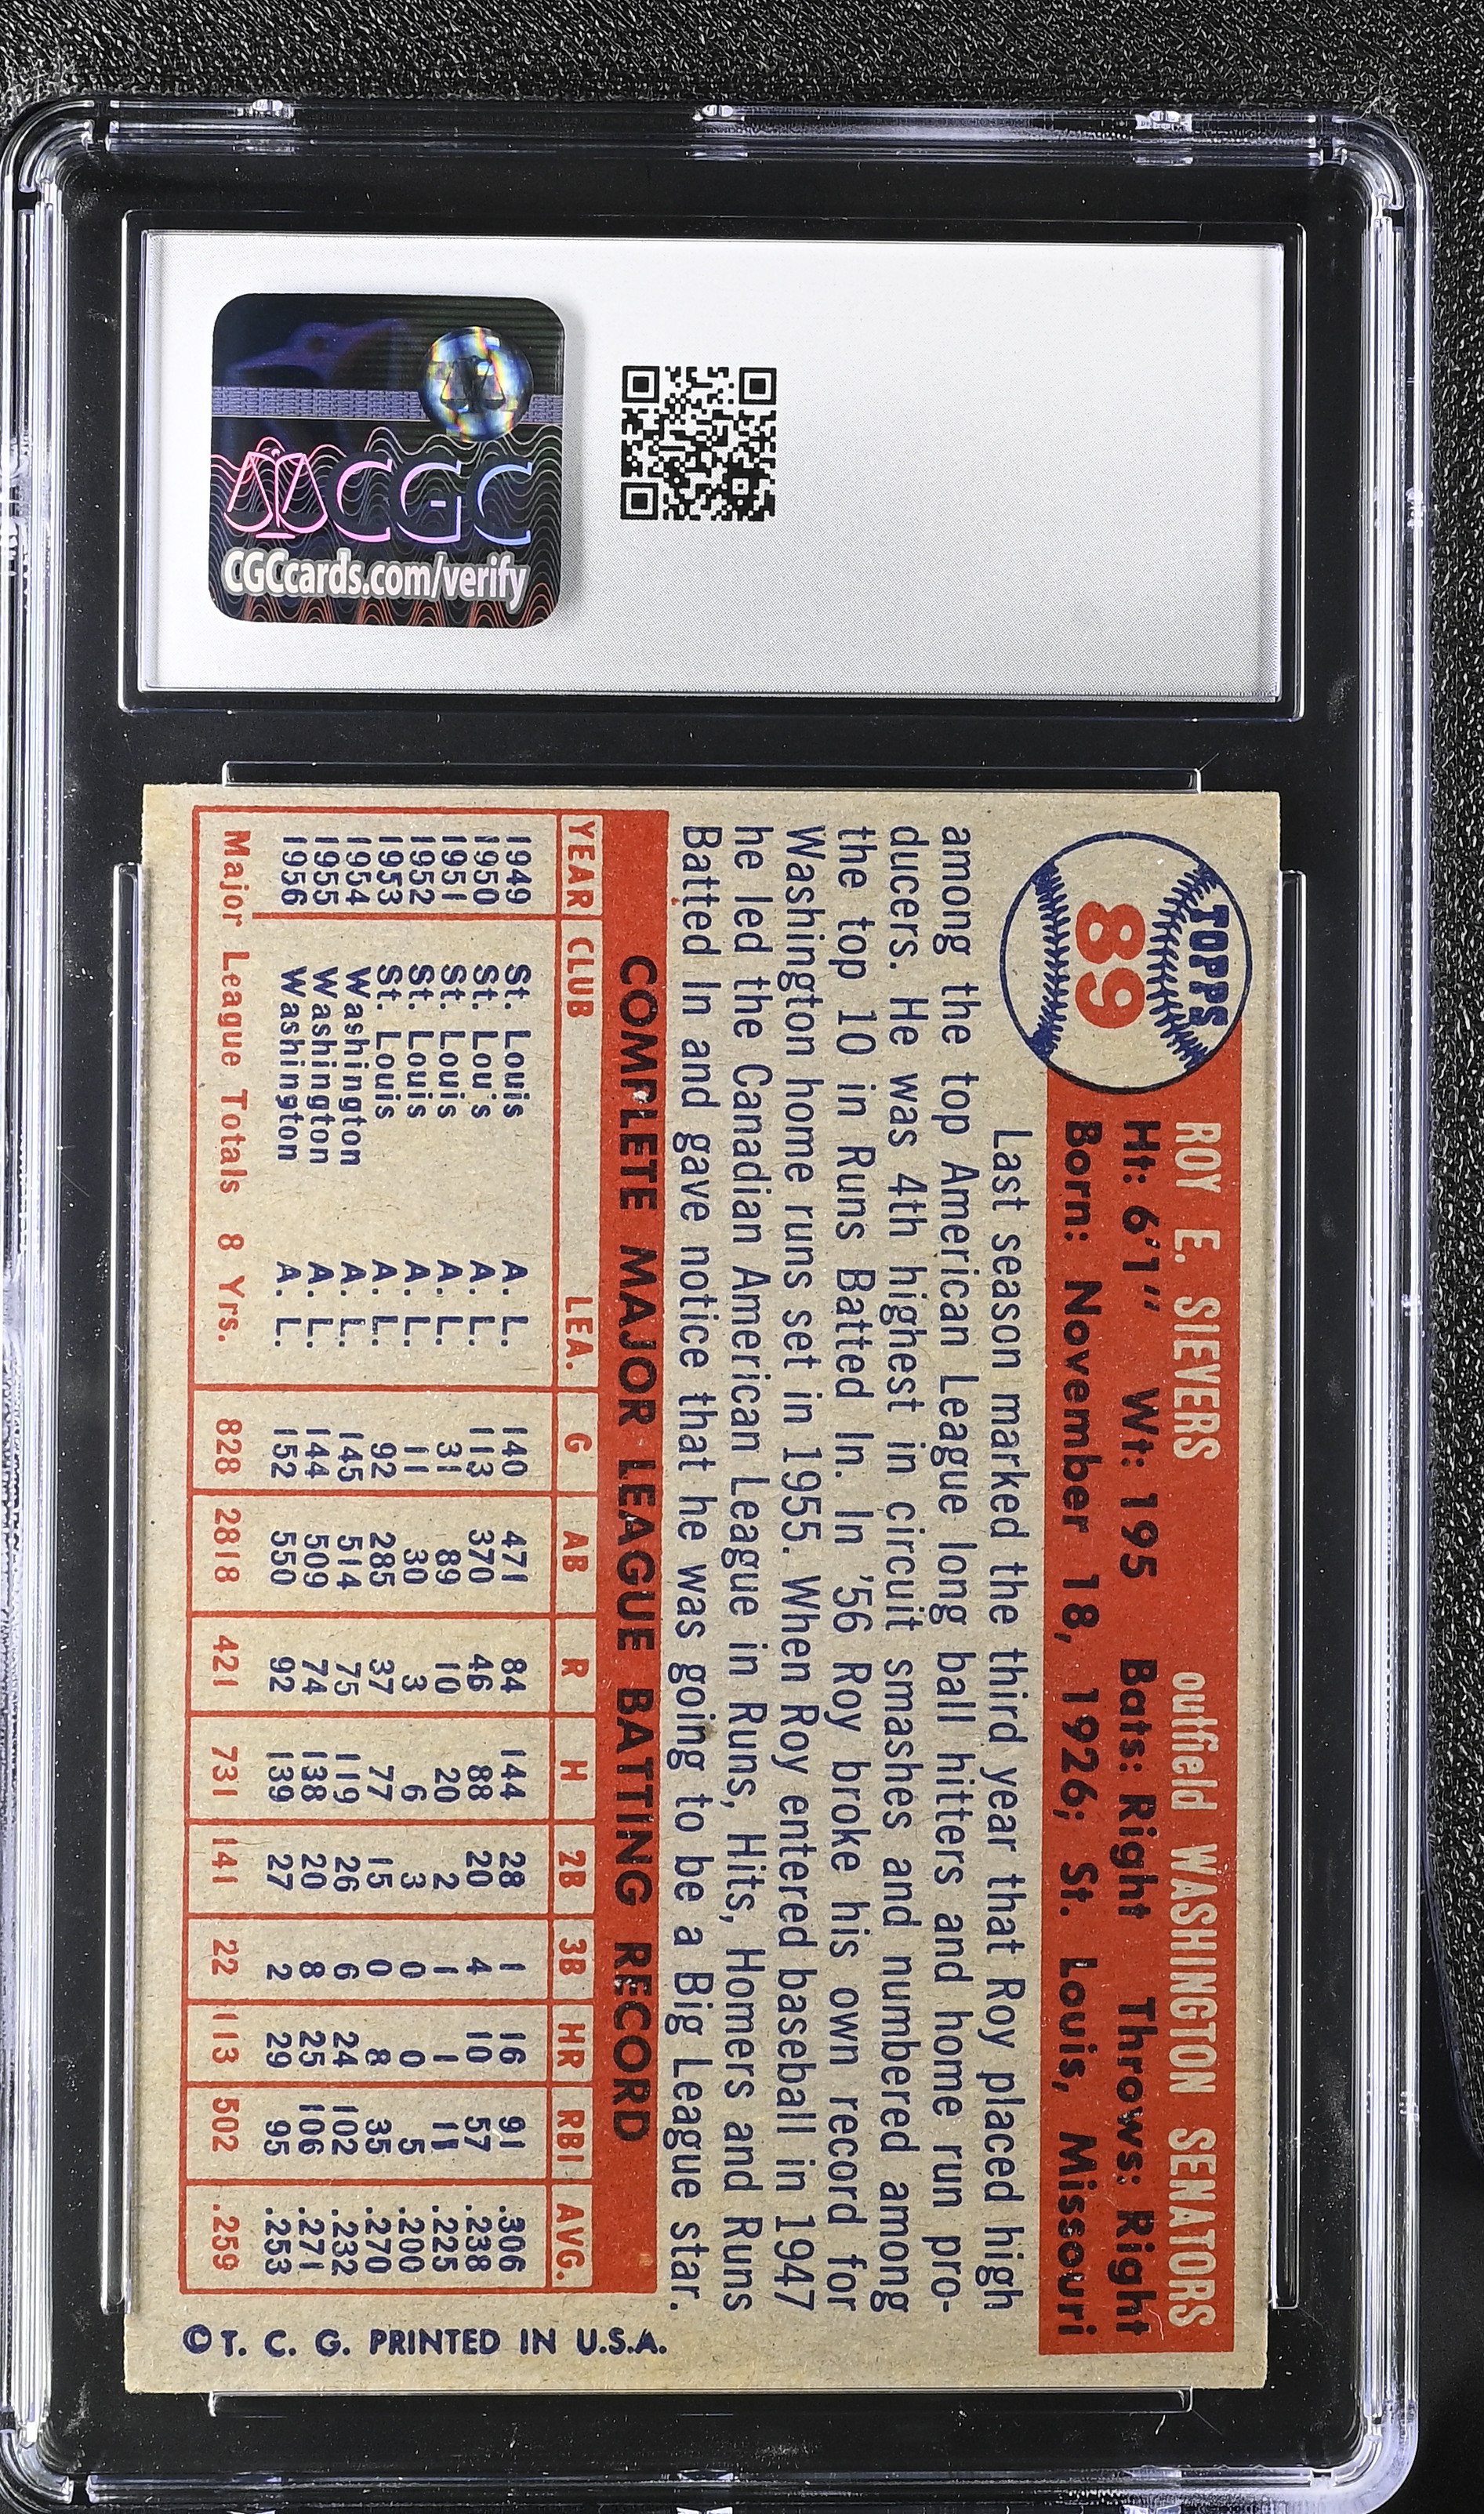 CGC
CGCcards.com/verify
TOPPS
89
ROY E. SIEVERS outfield WASHINGTON SENATORS
Ht: 6'1" Wt: 195 Bats: Right Throws: Right
Born: November 18, 1926; St. Louis, Missouri
Last season marked the third year that Roy placed high
among the top American League long ball hitters and home run pro-
ducers. He was 4th highest in circuit smashes and numbered among
the top 10 in Runs Batted In. In '56 Roy broke his own record for
Washington home runs set in 1955. When Roy entered baseball in 1947
he led the Canadian American League in Runs, Hits, Homers and Runs
Batted In and gave notice that he was going to be a Big League star.
COMPLETE MAJOR LEAGUE BATTING RECORD
YEAR CLUB LEA. G AB R H 2B 3B HR RBI AVG.
1949 St. Louis A. L. 140 471 84 144 28 1 16 91 .306
1950 St. Louis A. L. 113 370 46 88 20 4 10 57 .238
1951 St. Louis A. L. 31 89 10 20 2 1 1 11 .225
1952 St. Louis A. L. 11 30 3 6 3 0 0 5 .200
1953 St. Louis A. L. 92 285 37 77 15 0 8 35 .270
1954 Washington A. L. 145 514 75 119 26 6 24 102 .232
1955 Washington A. L. 144 509 74 138 20 8 25 106 .271
1956 Washington A. L. 152 550 92 139 27 2 29 95 .253
Major League Totals 8 Yrs. 828 2818 421 731 141 22 113 502 .259
© T. C. G. PRINTED IN U.S.A.